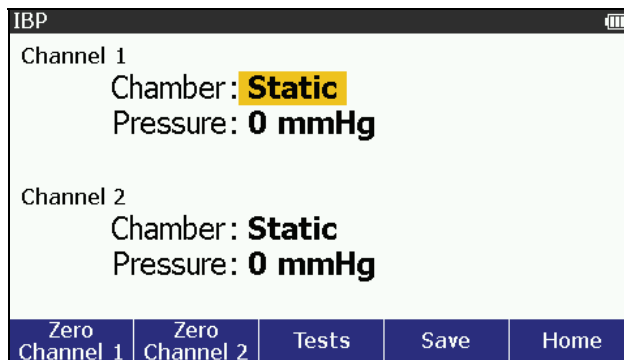 IBP
Channel 1
Chamber: Static
Pressure: 0 mmHg
Channel 2
Chamber: Static
Pressure: 0 mmHg
Zero Channel 1
Zero Channel 2
Tests
Save
Home